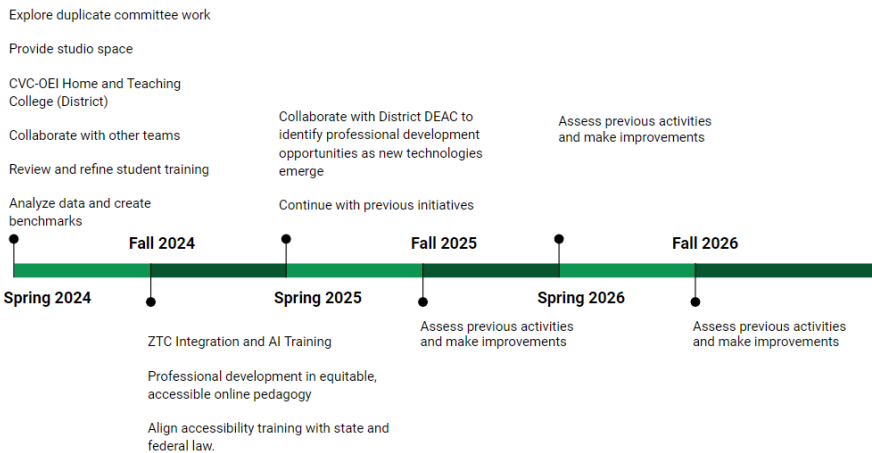 Explore duplicate committee work
Provide studio space
CVC-OEI Home and Teaching
College (District)
Collaborate with other teams
Review and refine student training
Analyze data and create
benchmarks
Collaborate with District DEAC to
identify professional development
opportunities as new technologies
emerge
Continue with previous initiatives
Assess previous activities
and make improvements
Fall 2024
Fall 2025
Fall 2026
Spring 2024
Spring 2025
Spring 2026
ZTC Integration and AI Training
Professional development in equitable,
accessible online pedagogy
Align accessibility training with state and
federal law.
Assess previous activities
and make improvements
Assess previous activities
and make improvements